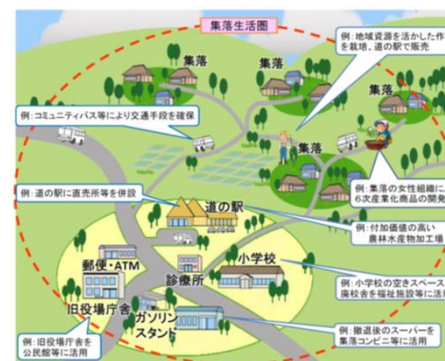 集落生活圏
例：地域資源を活かした作
を栽培、道の駅で販売
集落
集落
集落
例：コミュニティバス等により交通手段を確保
集落
例：集落の女性組織に
6次産業化商品の開発
例：道の駅に直売所等を併設
道の駅
例：付加価値の高い
農林水産物加工場
郵便・ATM
診療所
小学校
例：小学校の空きスペース
廃校舎を福祉施設等に活
旧役場庁舎
ガソリン
スタンド
例：旧役場庁舎を
公民館等に活用
例：撤退後のスーパーを
集落コンビニ等に活用